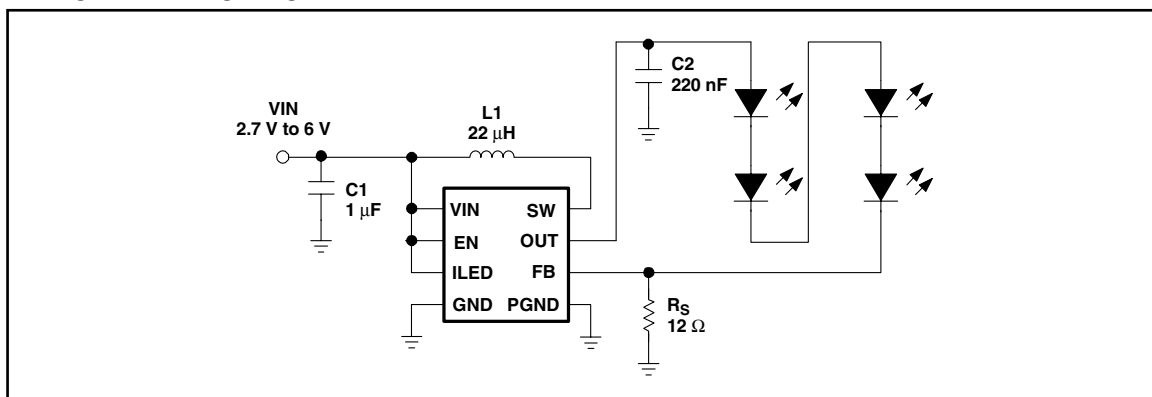 C2
220 nF
VIN
2.7 V to 6 V
L1
22 μH
C1
1 μF
VIN
SW
EN
OUT
ILED
FB
GND
PGND
RS
12 Ω